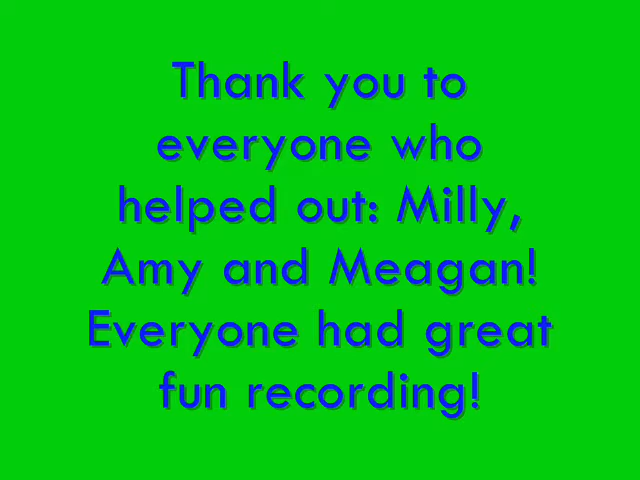 Thank you to
everyone who
helped out: Milly,
Amy and Meagan!
Everyone had great
fun recording!